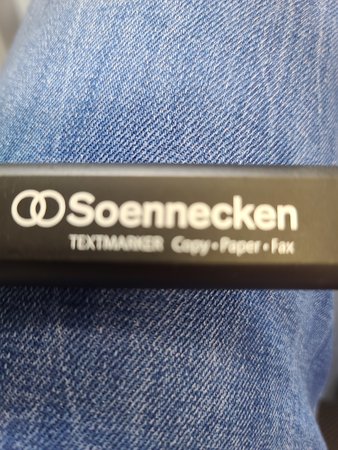 Soennecken
TEXTMARKER Copy • Paper • Fax